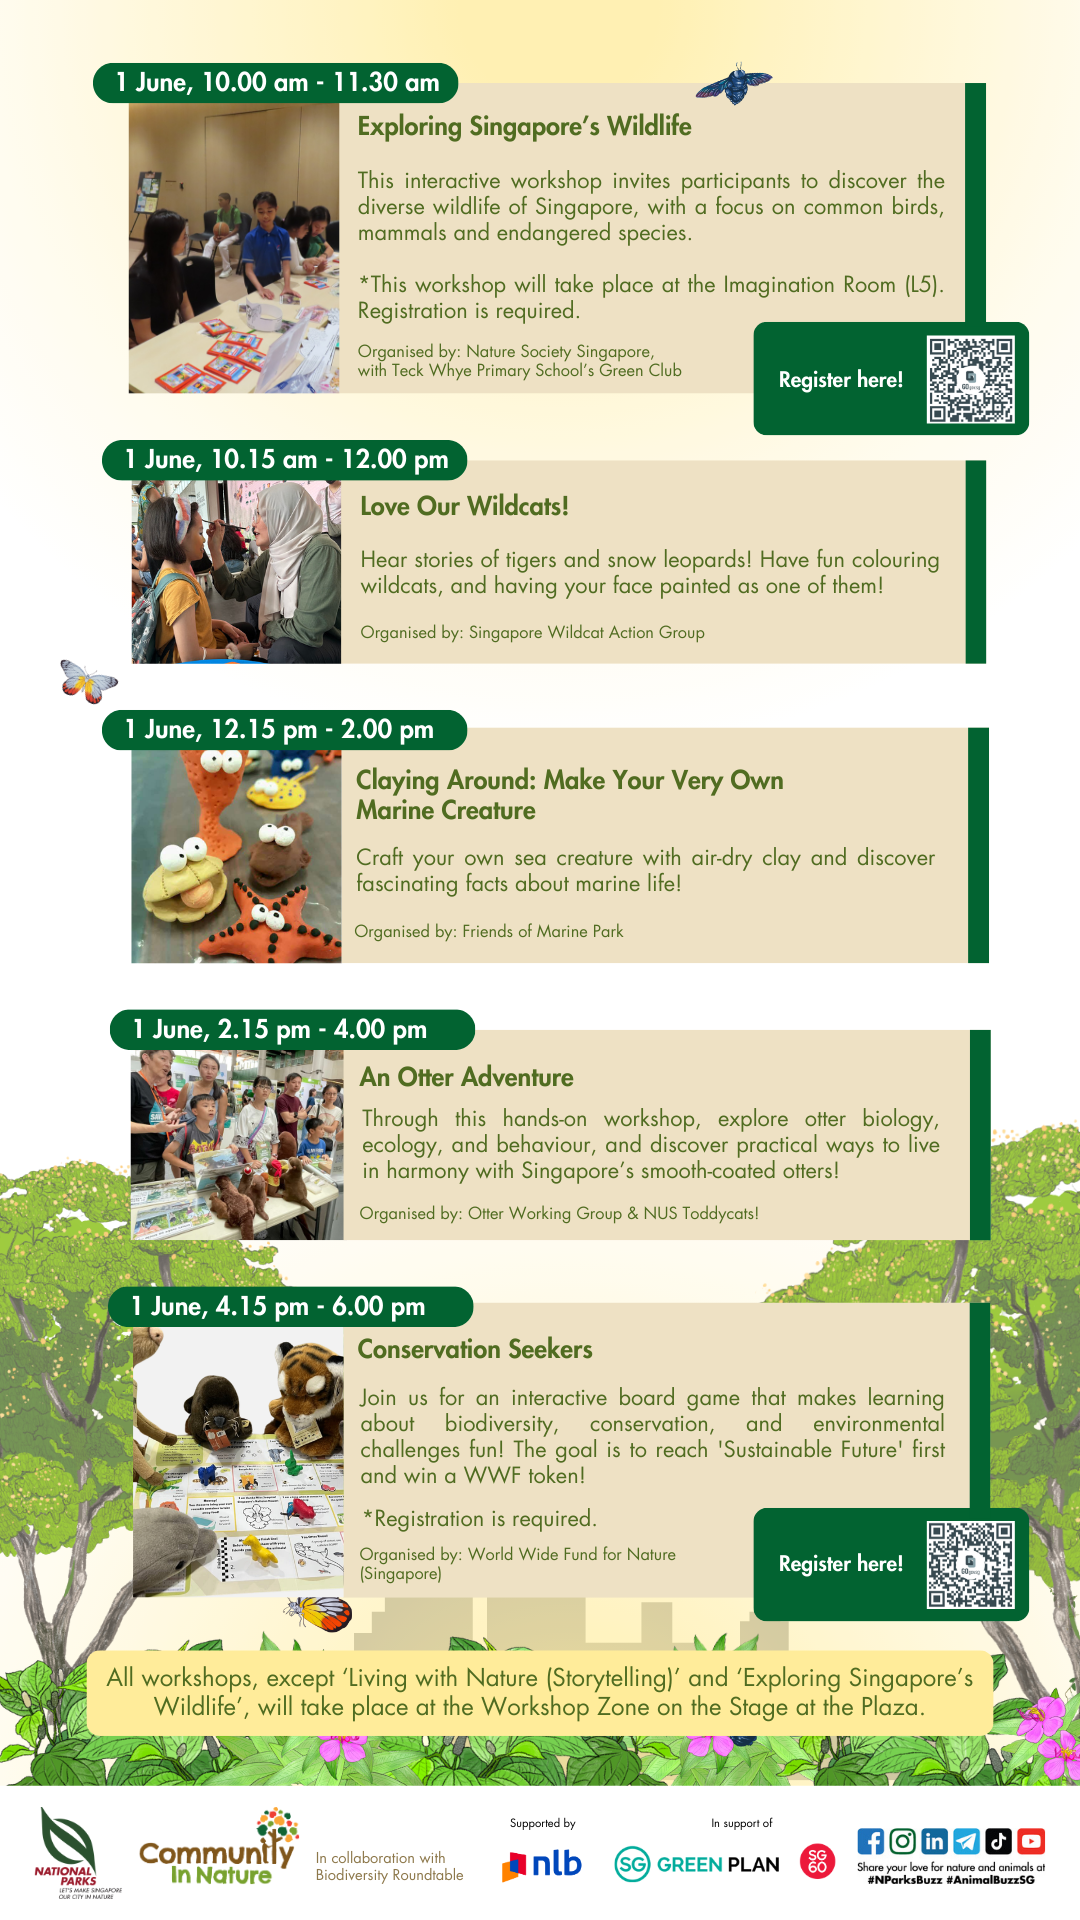 1 June, 10.00 am - 11.30 am
Exploring Singapore's Wildlife
This interactive workshop invites participants to discover the
diverse wildlife of Singapore, with a focus on common birds,
mammals and endangered species.
*This workshop will take place at the Imagination Room (L5).
Registration is required.
Organised by: Nature Society Singapore,
with Teck Whye Primary School's Green Club
Register here!
1 June, 10.15 am - 12.00 pm
Love Our Wildcats!
Hear stories of tigers and snow leopards! Have fun colouring
wildcats, and having your face painted as one of them!
Organised by: Singapore Wildcat Action Group
1 June, 12.15 pm - 2.00 pm
Claying Around: Make Your Very Own
Marine Creature
Craft your own sea creature with air-dry clay and discover
fascinating facts about marine life!
Organised by: Friends of Marine Park
1 June, 2.15 pm - 4.00 pm
An Otter Adventure
Through this hands-on workshop, explore otter biology,
ecology, and behaviour, and discover practical ways to live
in harmony with Singapore's smooth-coated otters!
Organised by: Otter Working Group & NUS Toddycats!
1 June, 4.15 pm - 6.00 pm
Conservation Seekers
Join us for an interactive board game that makes learning
about biodiversity, conservation, and environmental
challenges fun! The goal is to reach 'Sustainable Future' first
and win a WWF token!
*Registration is required.
Organised by: World Wide Fund for Nature
(Singapore)
Register here!
All workshops, except 'Living with Nature (Storytelling)' and 'Exploring Singapore's
Wildlife', will take place at the Workshop Zone on the Stage at the Plaza.
NATIONAL
PARKS
LET'S MAKE SINGAPORE
OUR CITY IN NATURE
Community
In Nature
In collaboration with
Biodiversity Roundtable
Supported by
nlb
In support of
SG GREEN PLAN
SG
60
Share your love for nature and animals at
#NParksBuzz #AnimalBuzzSG